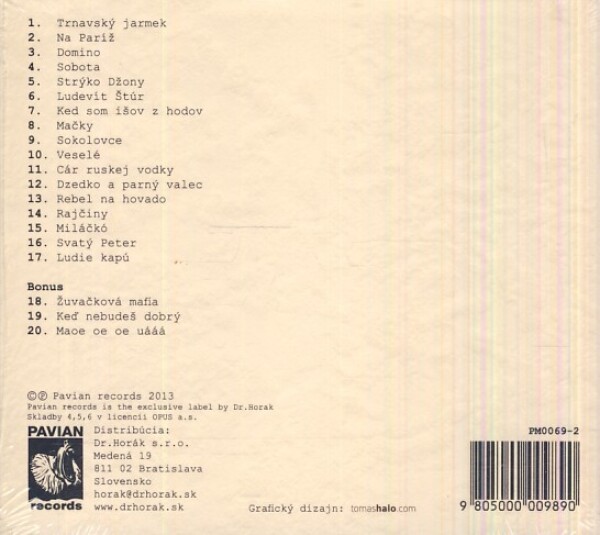 1. Trnavský jarmek
2. Na Paríž
3. Domino
4. Sobota
5. Strýko Džony
6. Ludevít Štúr
7. Ked som išov z hodov
8. Mačky
9. Sokolovce
10. Veselé
11. Cár ruskej vodky
12. Dzedko a parný valec
13. Rebel na hovado
14. Rajčiny
15. Miláčkó
16. Svatý Peter
17. Ludie kapú
Bonus
18. Žuvačková mafia
19. Keď nebudeš dobrý
20. Maoe oe oe uááá
©℗ Pavian records 2013
Pavian records is the exclusive label by Dr.Horak
Skladby 4,5,6 v licencii OPUS a.s.
PAVIAN
records
Distribúcia:
Dr.Horák s.r.o.
Medená 19
811 02 Bratislava
Slovensko
horak@drhorak.sk
www.drhorak.sk
Grafický dizajn: tomashalo.com
PM0069-2
9 805000 009890